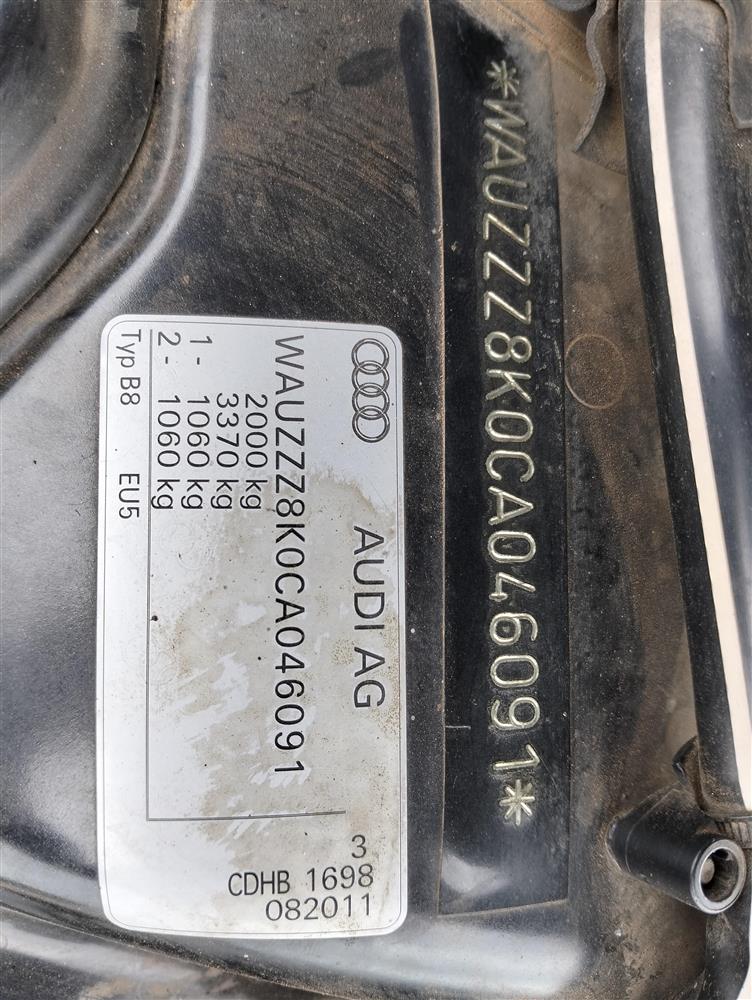 *WAUZZZ8K0CA046091*
AUDI AG
WAUZZZ8K0CA046091
2000 kg
3370 kg
1 - 1060 kg
2 - 1060 kg
Typ B8 EU5
3
CDHB 1698
082011